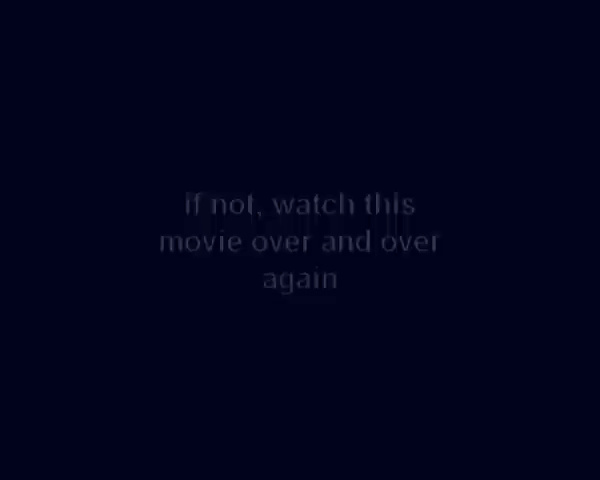 if not, watch this
movie over and over
again